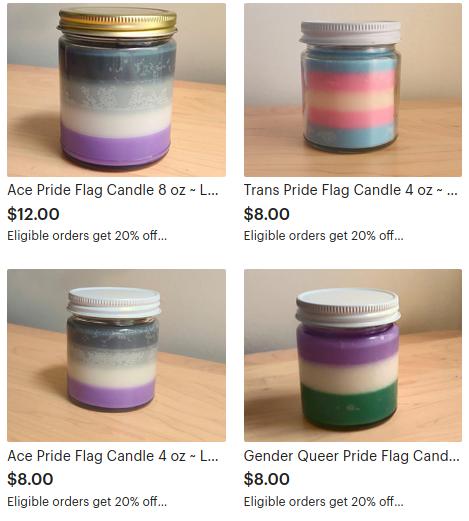 Ace Pride Flag Candle 8 oz ~ L...
$12.00
Eligible orders get 20% off...
Trans Pride Flag Candle 4 oz ~ ...
$8.00
Eligible orders get 20% off...
Ace Pride Flag Candle 4 oz ~ L...
$8.00
Eligible orders get 20% off...
Gender Queer Pride Flag Cand...
$8.00
Eligible orders get 20% off...